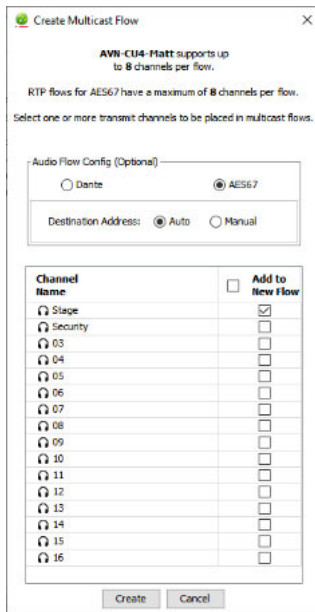 Create Multicast Flow
AVN-CU4-Matt supports up
to 8 channels per flow.
RTP flows for AES67 have a maximum of 8 channels per flow.
Select one or more transmit channels to be placed in multicast flows.
Audio Flow Config (Optional)
Dante AES67
Destination Address: Auto Manual
Channel Name Add to New Flow
Stage
Security
03
04
05
06
07
08
09
10
11
12
13
14
15
16
Create Cancel